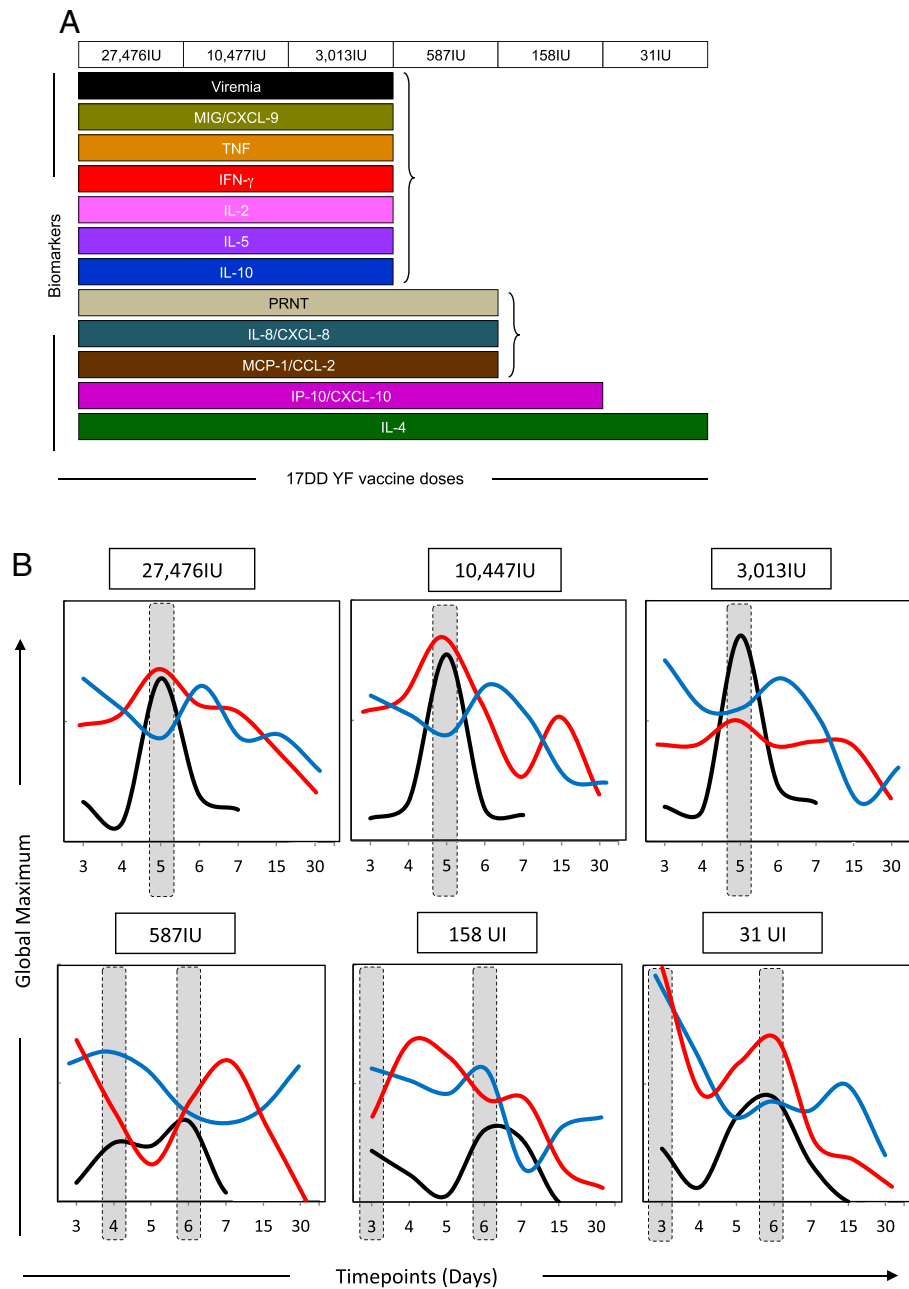 A
27,476IU 10,477IU 3,013IU 587IU 158IU 31IU
Viremia
MIG/CXCL-9
TNF
IFN-γ
IL-2
IL-5
IL-10
PRNT
IL-8/CXCL-8
MCP-1/CCL-2
IP-10/CXCL-10
IL-4
Biomarkers
17DD YF vaccine doses
B
27,476IU 10,447IU 3,013IU
3 4 5 6 7 15 30 3 4 5 6 7 15 30 3 4 5 6 7 15 30
587IU 158 UI 31 UI
3 4 5 6 7 15 30 3 4 5 6 7 15 30 3 4 5 6 7 15 30
Global Maximum
Timepoints (Days)